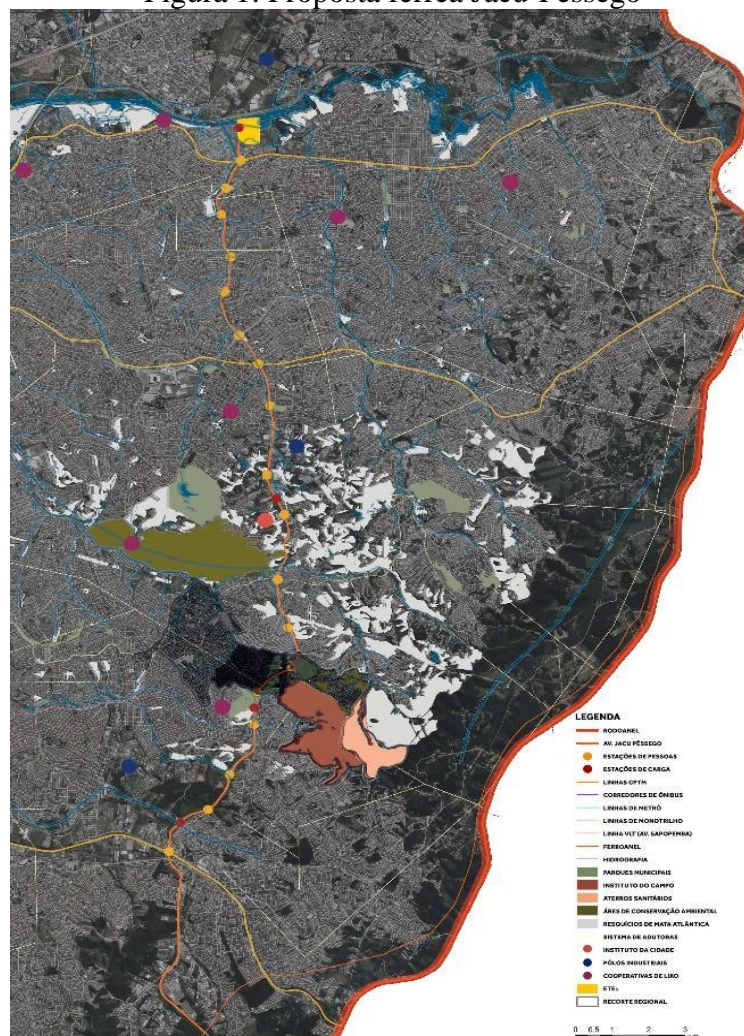 Figura 1: Proposta férrea Jacu-Pêssego
LEGENDA
RODOANEL
AV. JACU PÊSSEGO
ESTAÇÕES DE PESSOAS
ESTAÇÕES DE CARGA
LINHAS CPTM
CORREDORES DE ÔNIBUS
LINHAS DE METRÔ
LINHAS DE MONOTRILHO
LINHA VLT (AV. SAPOPEMBA)
FERROANEL
HIDROGRAFIA
PARQUES MUNICIPAIS
INSTITUTO DO CAMPO
ATERROS SANITÁRIOS
ÁRES DE CONSERVAÇÃO AMBIENTAL
RESQUÍCIOS DE MATA ATLÂNTICA
SISTEMA DE ADUTORAS
INSTITUTO DA CIDADE
PÓLOS INDUSTRIAIS
COOPERATIVAS DE LIXO
ETEs
RECORTE REGIONAL
0 0.5 1 2 3